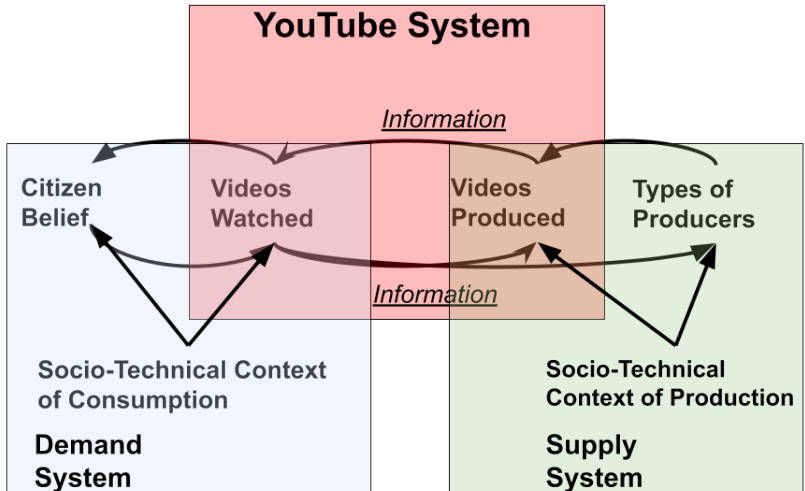 YouTube System
Information
Citizen
Belief
Videos
Watched
Videos
Produced
Types of
Producers
Information
Socio-Technical Context
of Consumption
Socio-Technical
Context of Production
Demand
System
Supply
System